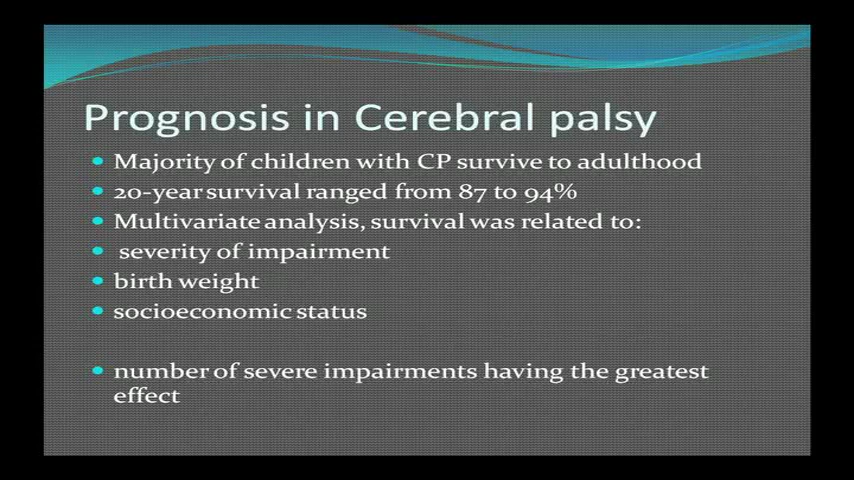 Prognosis in Cerebral palsy
Majority of children with CP survive to adulthood
20-year survival ranged from 87 to 94%
Multivariate analysis, survival was related to:
severity of impairment
birth weight
socioeconomic status
number of severe impairments having the greatest
effect